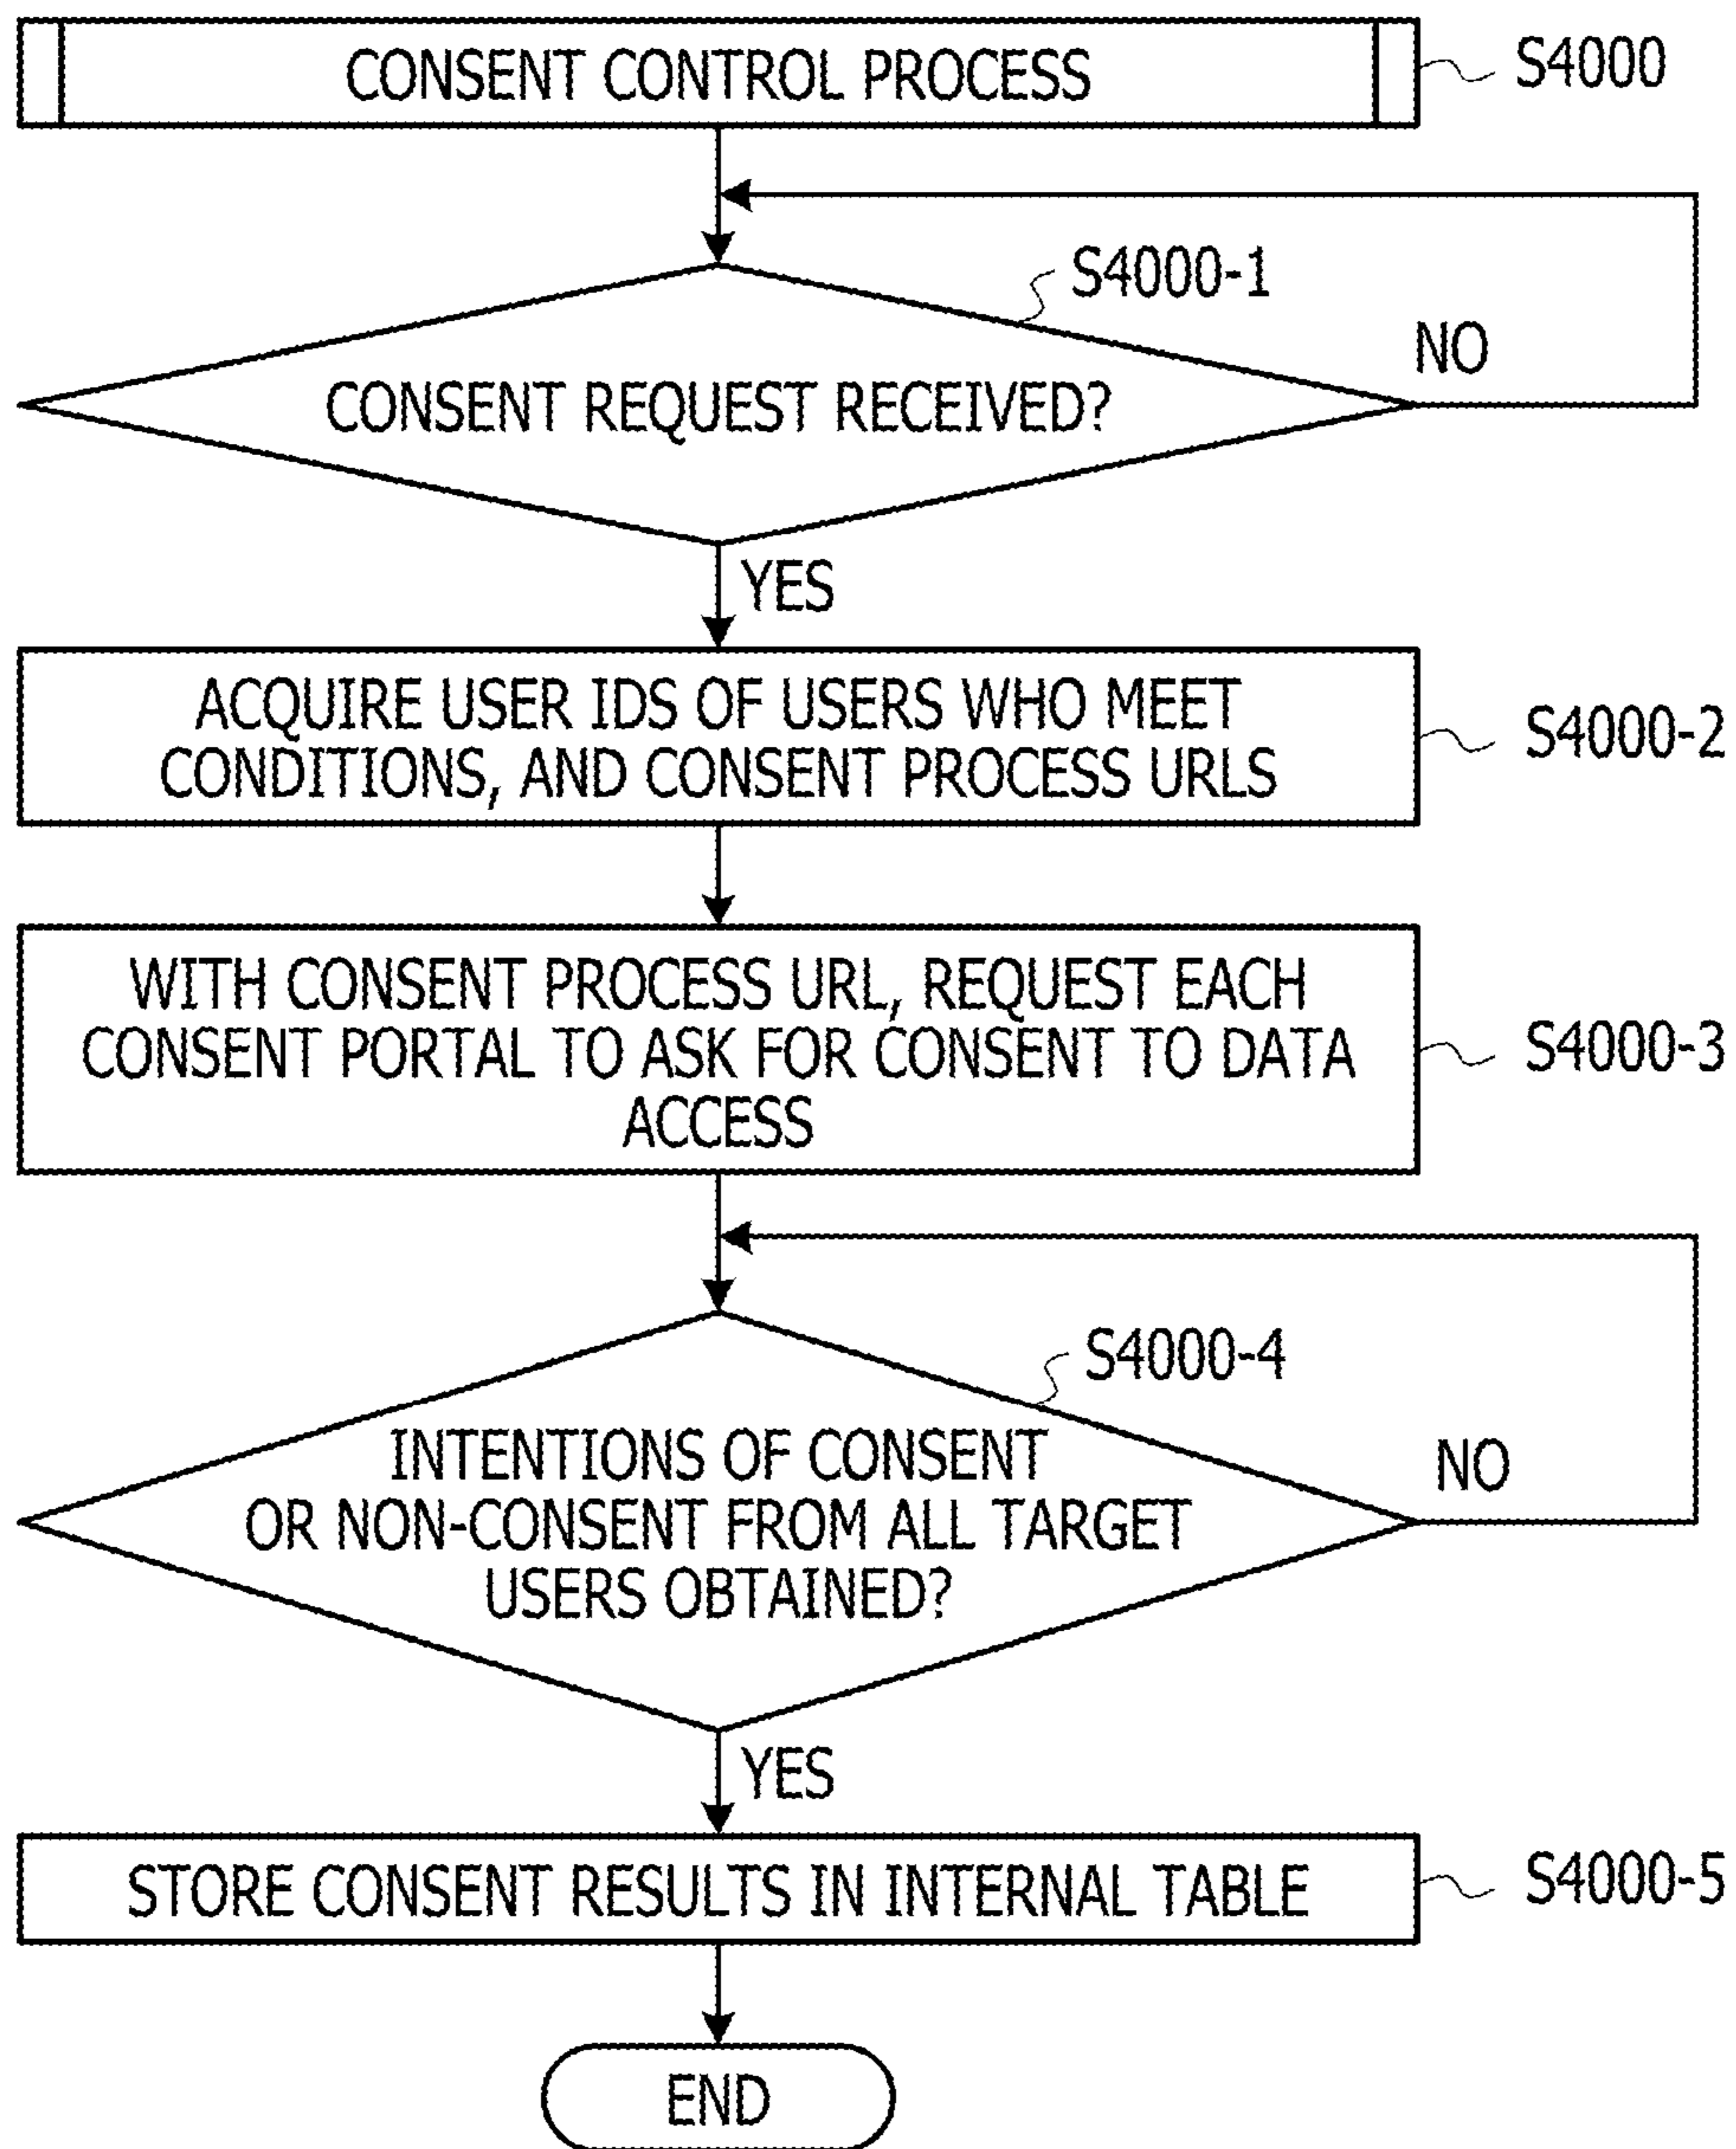 CONSENT CONTROL PROCESS
S4000
S4000-1
NO
CONSENT REQUEST RECEIVED?
YES
ACQUIRE USER IDS OF USERS WHO MEET
CONDITIONS, AND CONSENT PROCESS URLS
S4000-2
WITH CONSENT PROCESS URL, REQUEST EACH
CONSENT PORTAL TO ASK FOR CONSENT TO DATA
ACCESS
S4000-3
S4000-4
INTENTIONS OF CONSENT
NO
OR NON-CONSENT FROM ALL TARGET
USERS OBTAINED?
YES
STORE CONSENT RESULTS IN INTERNAL TABLE
S4000-5
END